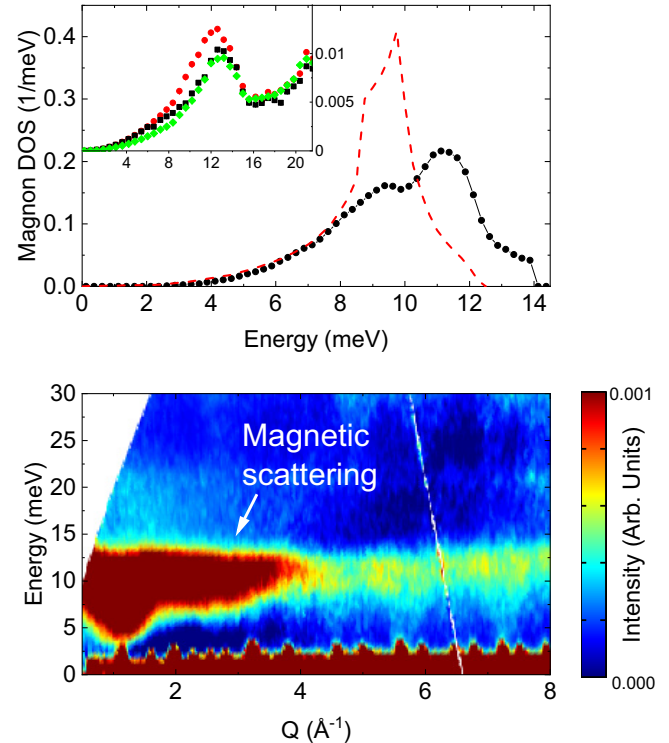 0.4
0.3
0.2
0.1
0.0
Magnon DOS (1/meV)
0.01
0.005
0
4 8 12 16 20
0 2 4 6 8 10 12 14
Energy (meV)
30
25
20
15
10
5
0
Energy (meV)
Magnetic
scattering
2 4 6 8
Q (Å⁻¹)
0.001
0.000
Intensity (Arb. Units)